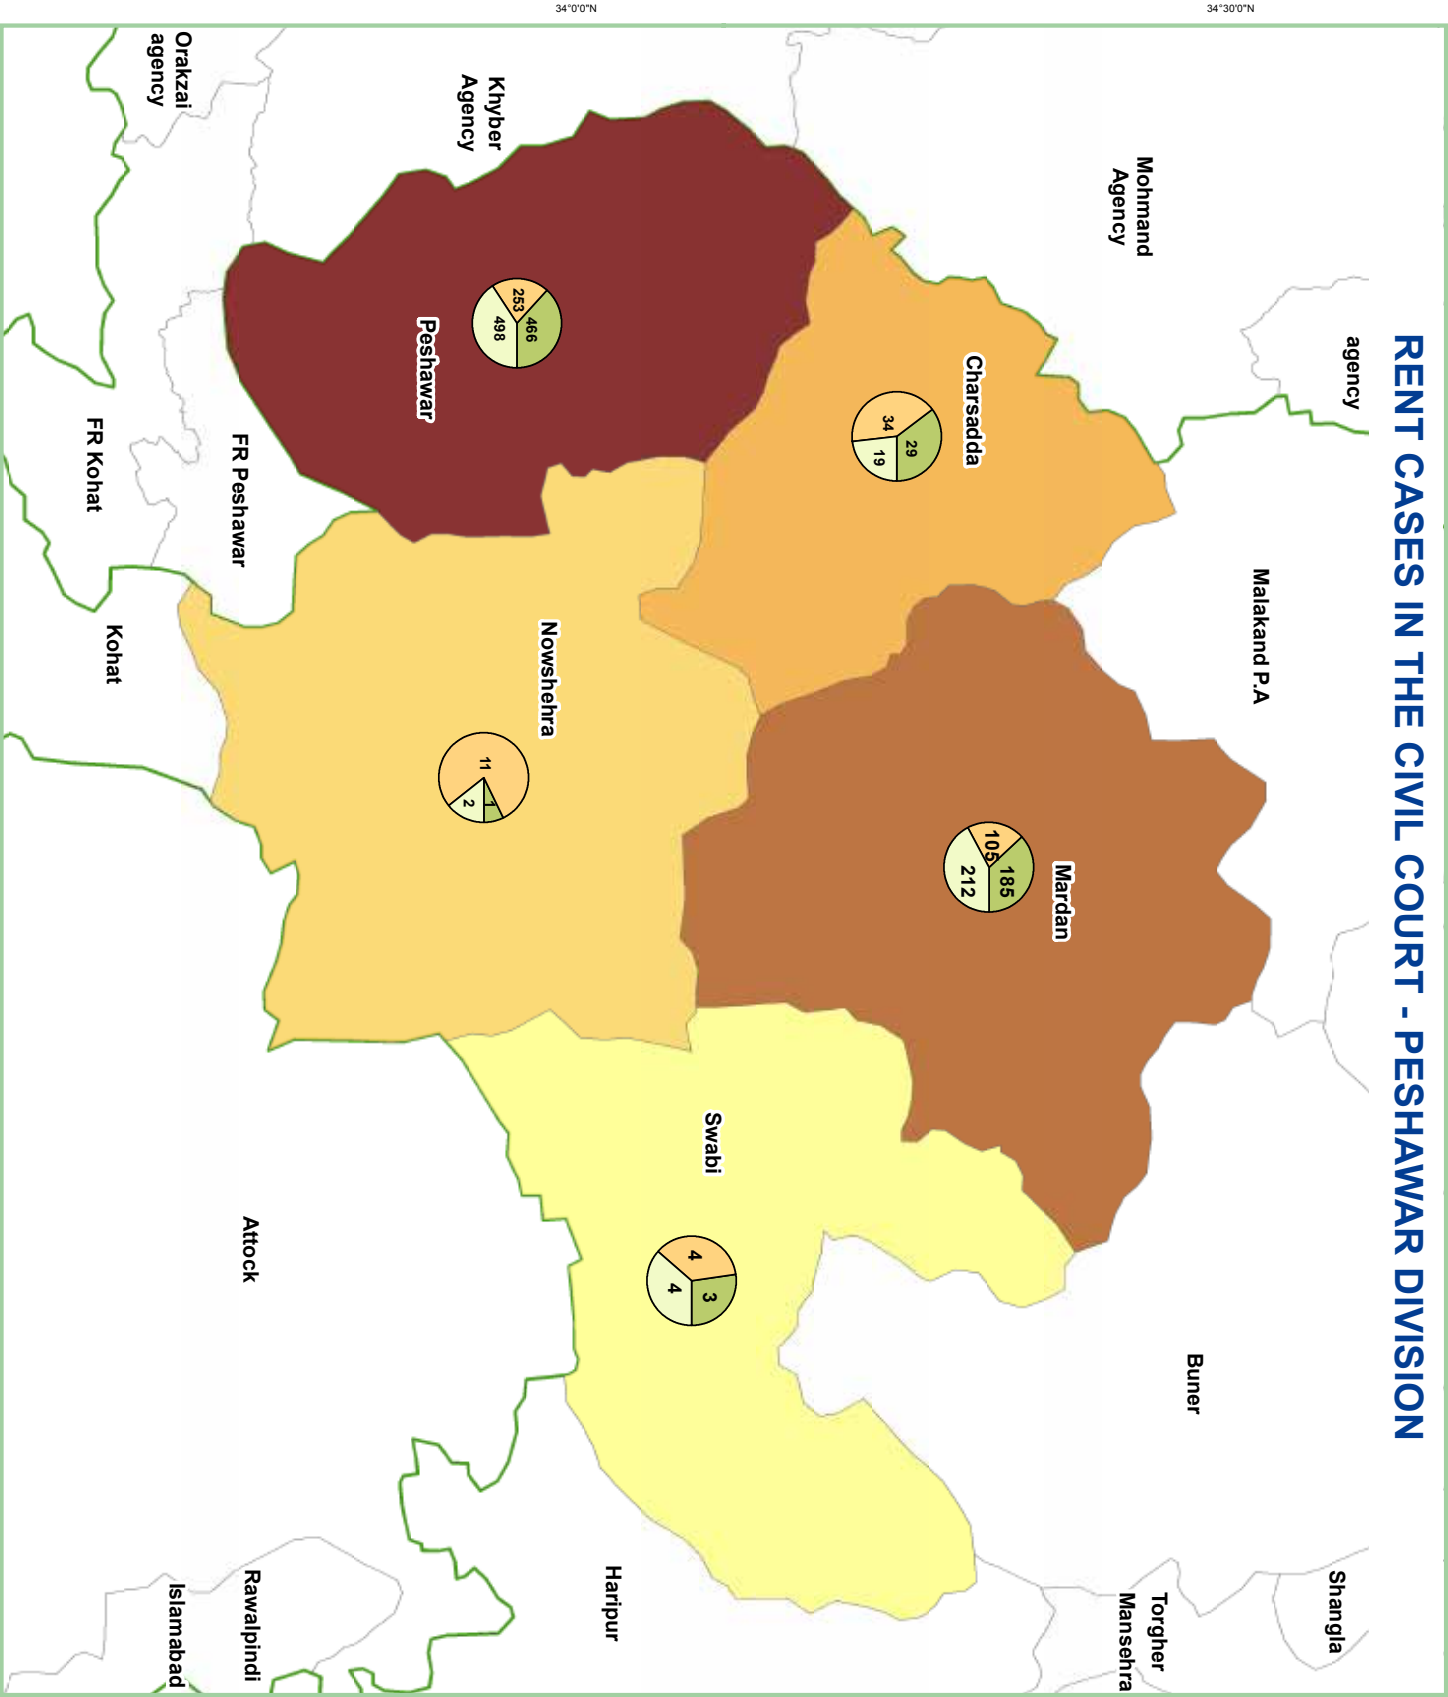 RENT CASES IN THE CIVIL COURT - PESHAWAR DIVISION
34°0'0"N
34°30'0"N
agency
Mohmand
Agency
Malakand P.A
Shangla
Buner
Torgher
Mansehra
Khyber
Agency
Charsadda
34
29
19
Mardan
105
185
212
Peshawar
253
466
498
Nowshehra
11
1
2
Swabi
4
3
4
Orakzai
agency
FR Peshawar
FR Kohat
Kohat
Attock
Haripur
Rawalpindi
Islamabad